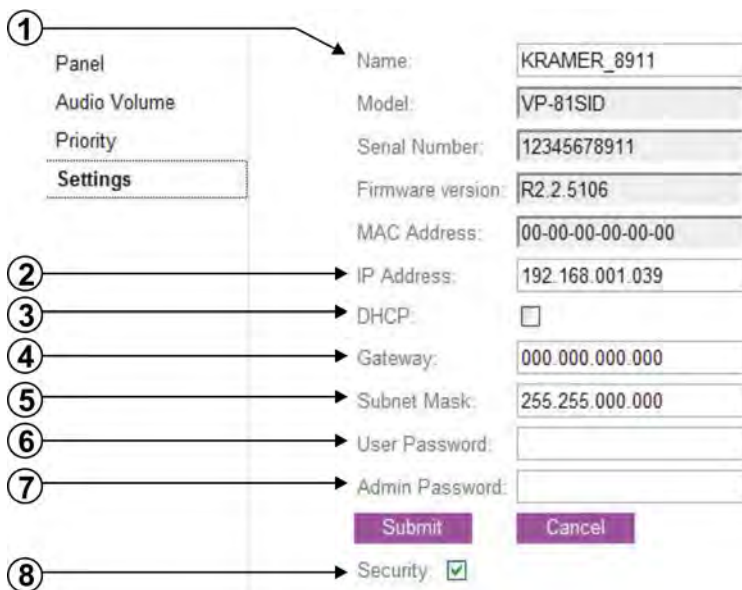 1
Panel
Audio Volume
Priority
Settings
Name: KRAMER_8911
Model: VP-81SID
Serial Number: 12345678911
Firmware version: R2.2.5106
MAC Address: 00-00-00-00-00-00
2 IP Address: 192.168.001.039
3 DHCP:
4 Gateway: 000.000.000.000
5 Subnet Mask: 255.255.000.000
6 User Password:
7 Admin Password:
Submit Cancel
8 Security: